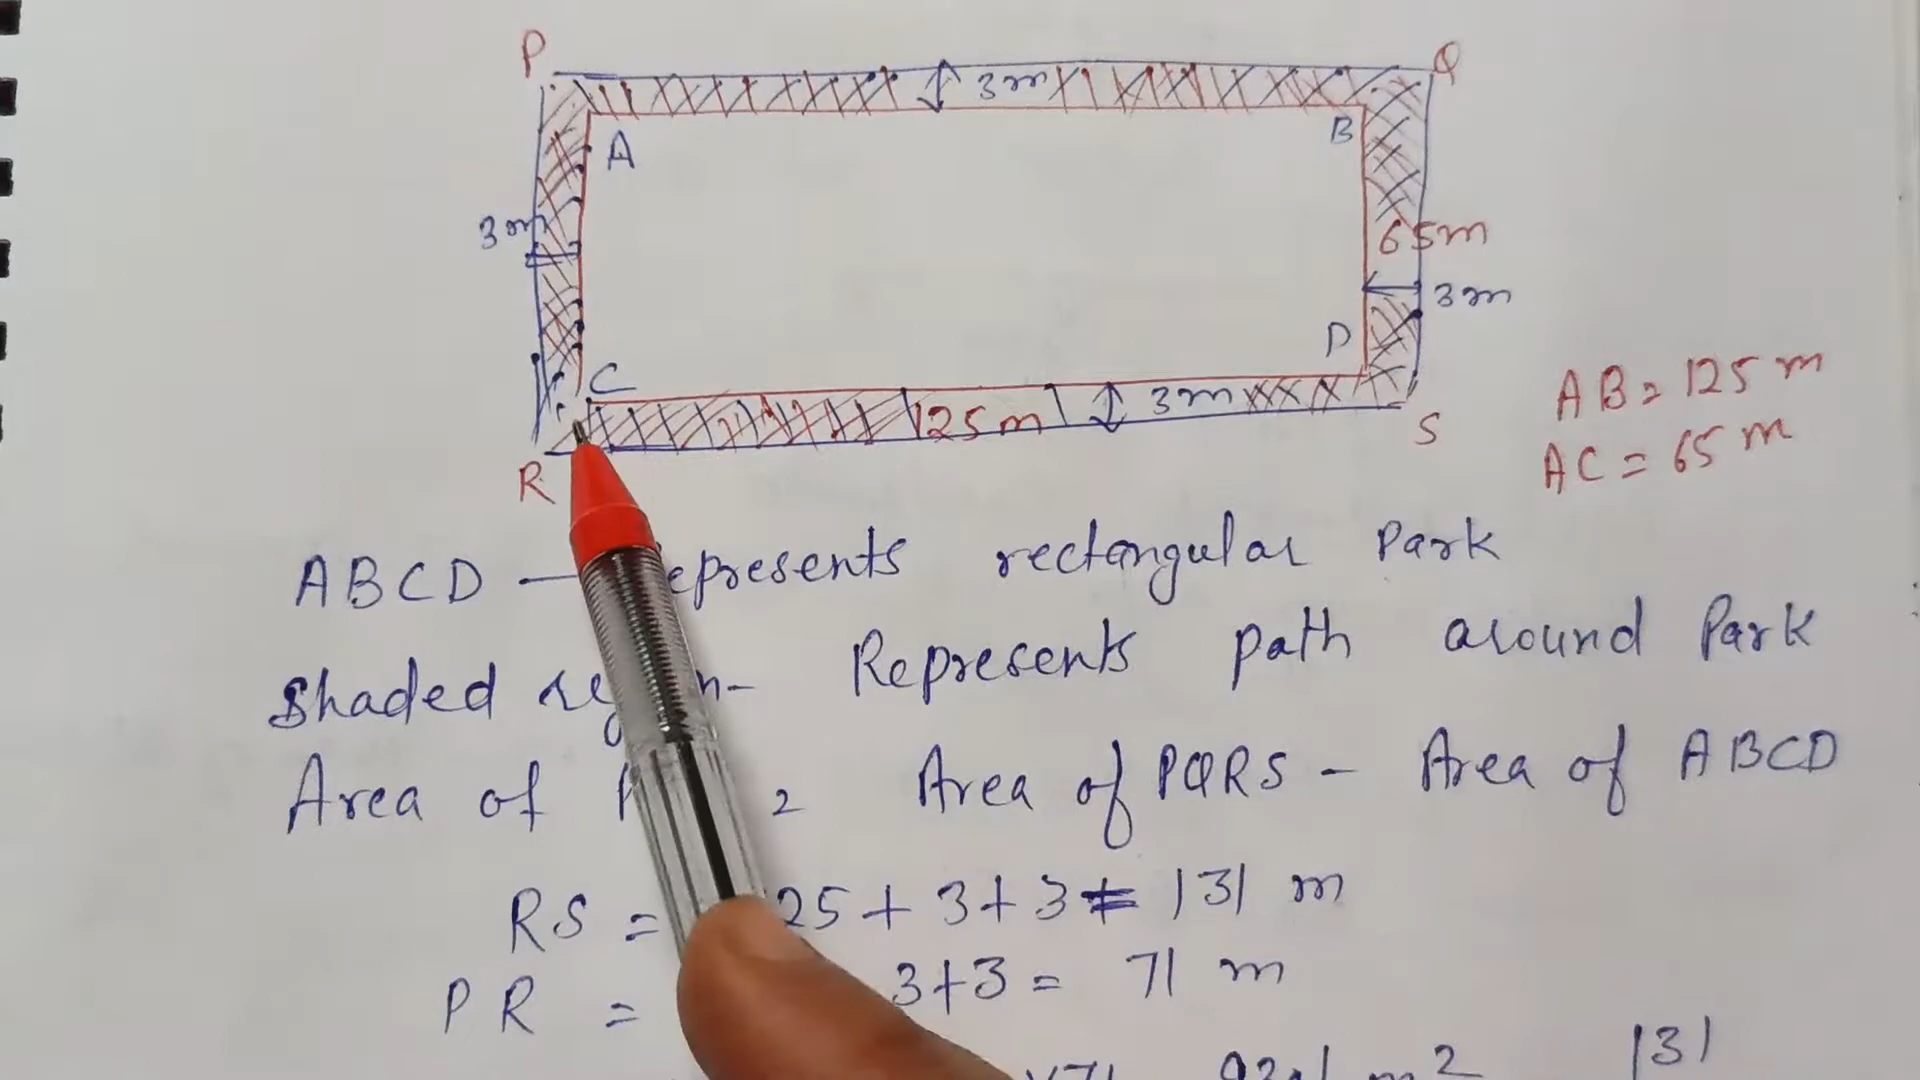 P Q
3m
A B
3m 65m
3m
C D
125m 3m
R S
AB = 125 m
AC = 65 m
ABCD — epresents rectangular Park
Shaded Represents path around Park
Area of = Area of PQRS - Area of ABCD
RS = 25 + 3 + 3 = 131 m
PR = 3+3 = 71 m
131